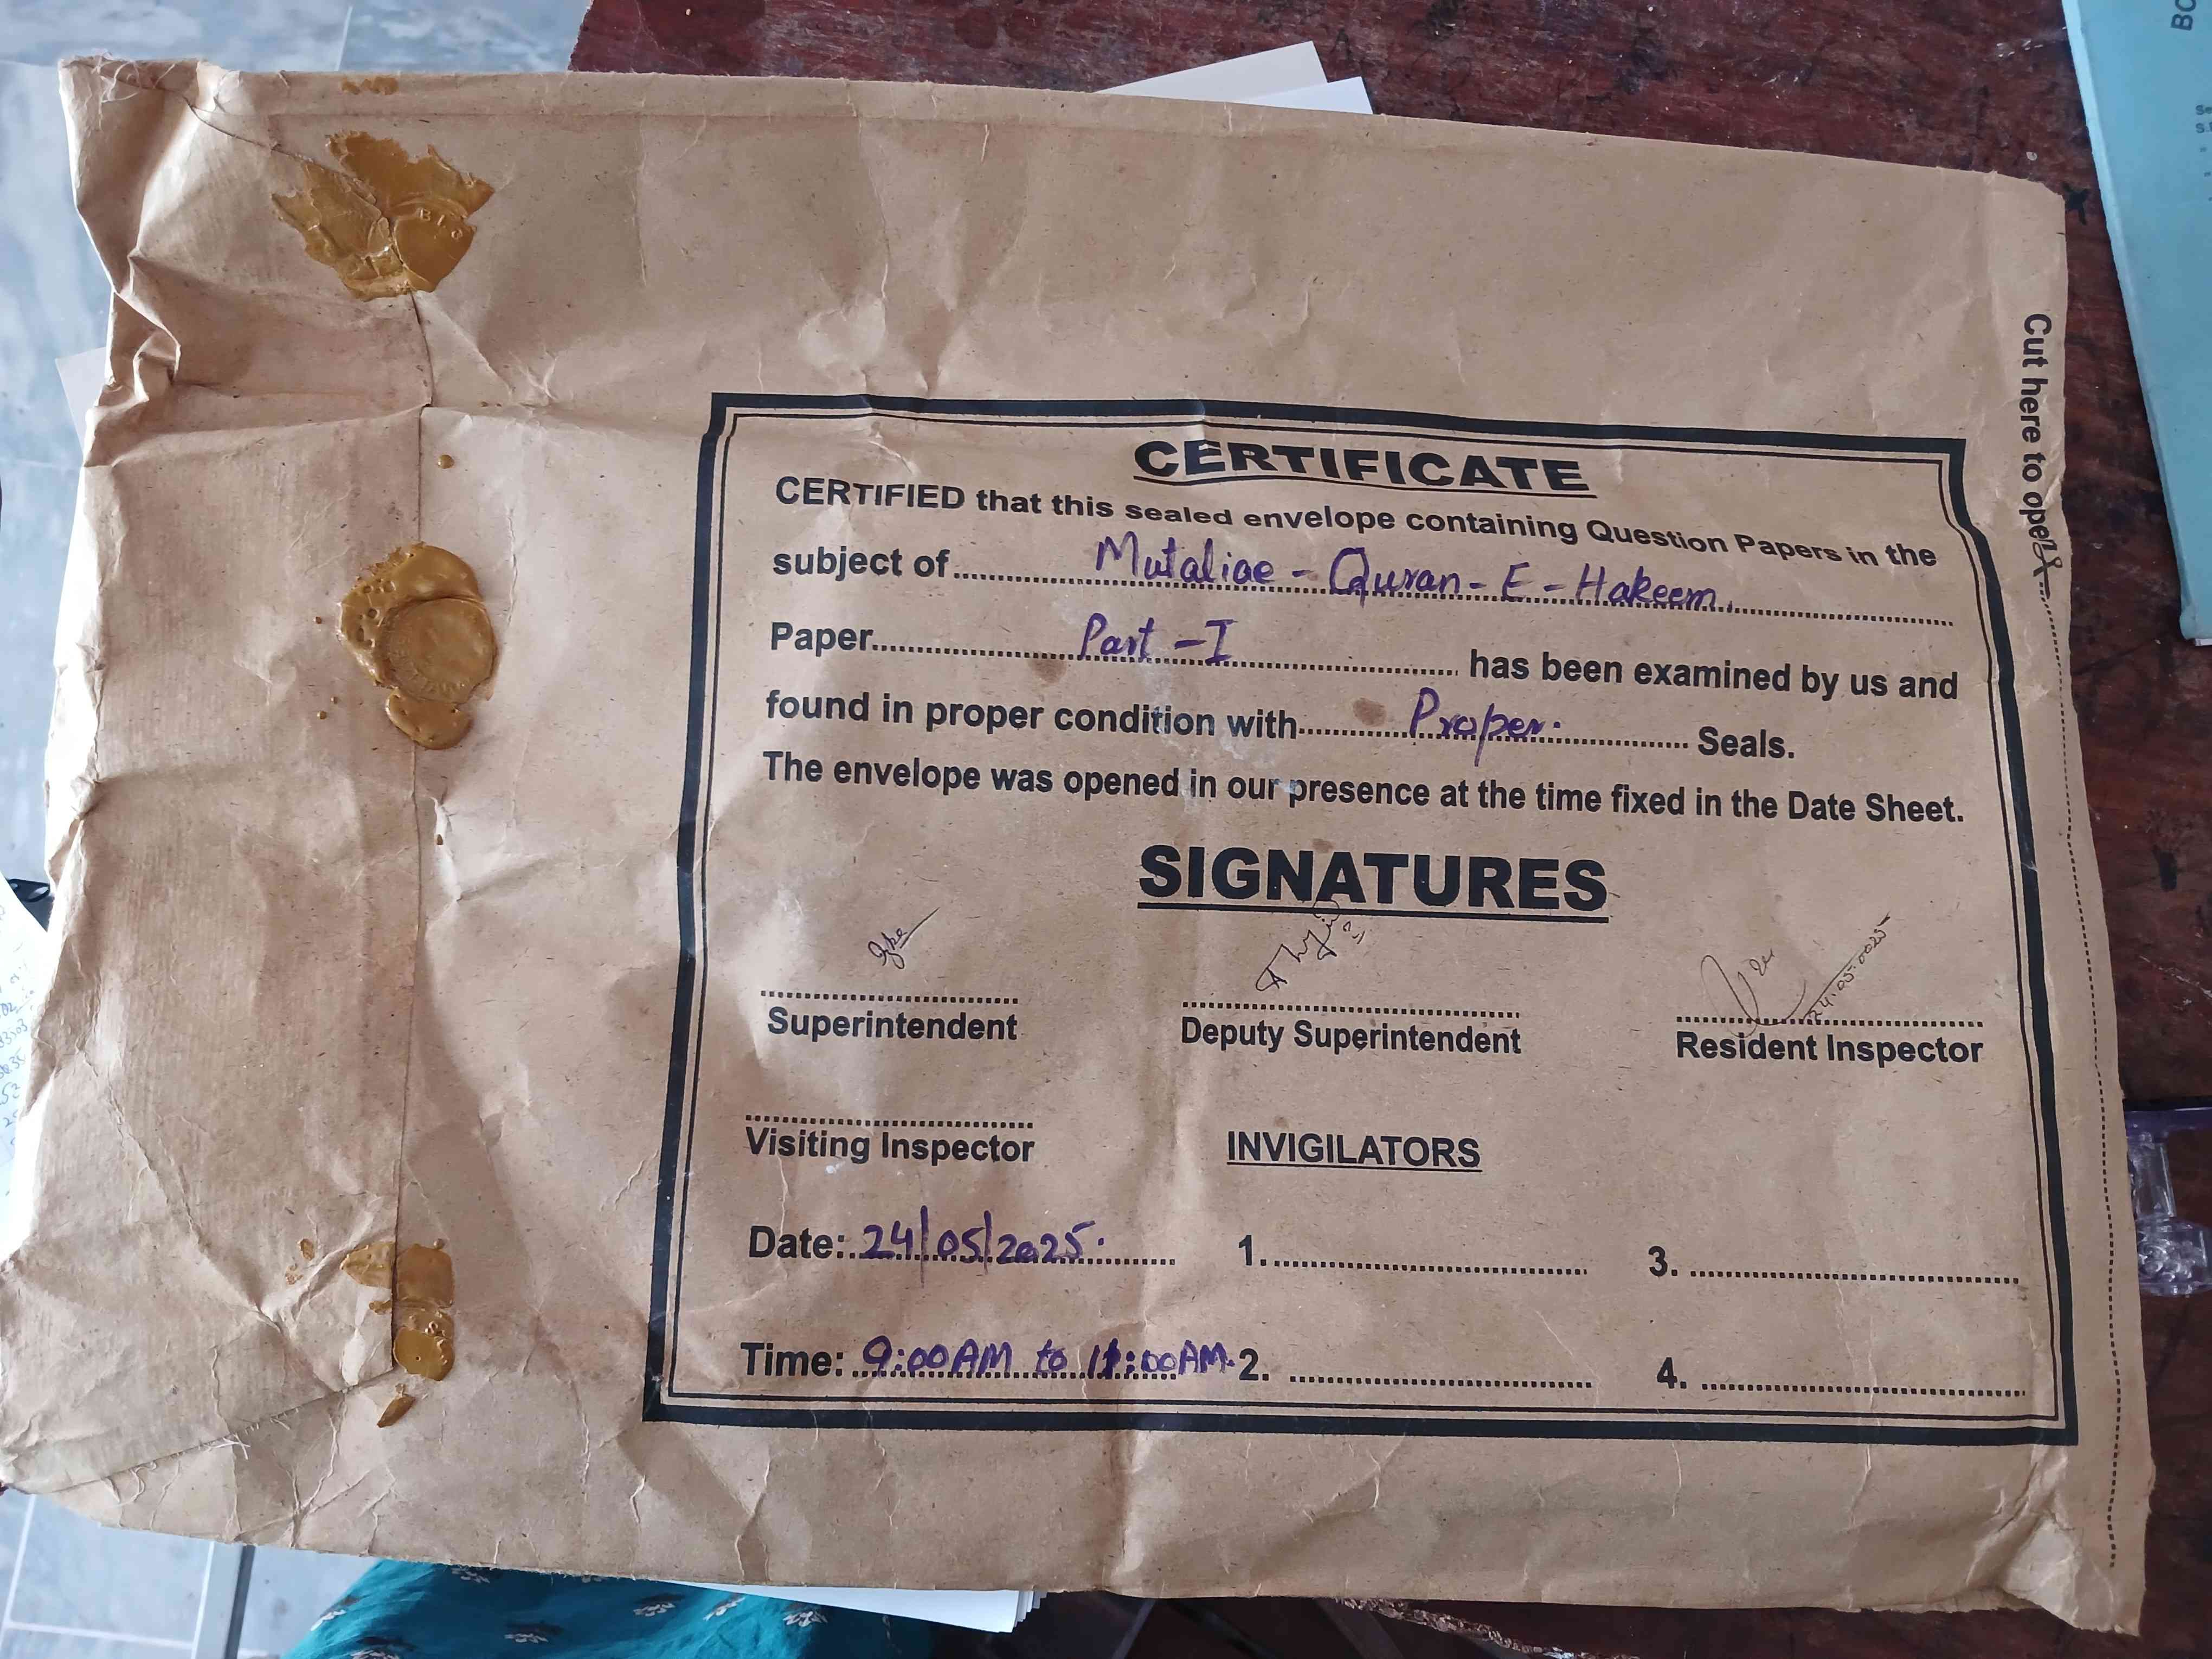 CERTIFICATE
CERTIFIED that this sealed envelope containing Question Papers in the
subject of Mutaliae - Quran - E - Hakeem.
Paper Part - I has been examined by us and
found in proper condition with Proper. Seals.
The envelope was opened in our presence at the time fixed in the Date Sheet.
SIGNATURES
24.05.0025
Superintendent Deputy Superintendent Resident Inspector
Visiting Inspector INVIGILATORS
Date: 24/05/2025. 1. 3.
Time: 9:00AM to 11:00AM. 2. 4.
Cut here to open
BO